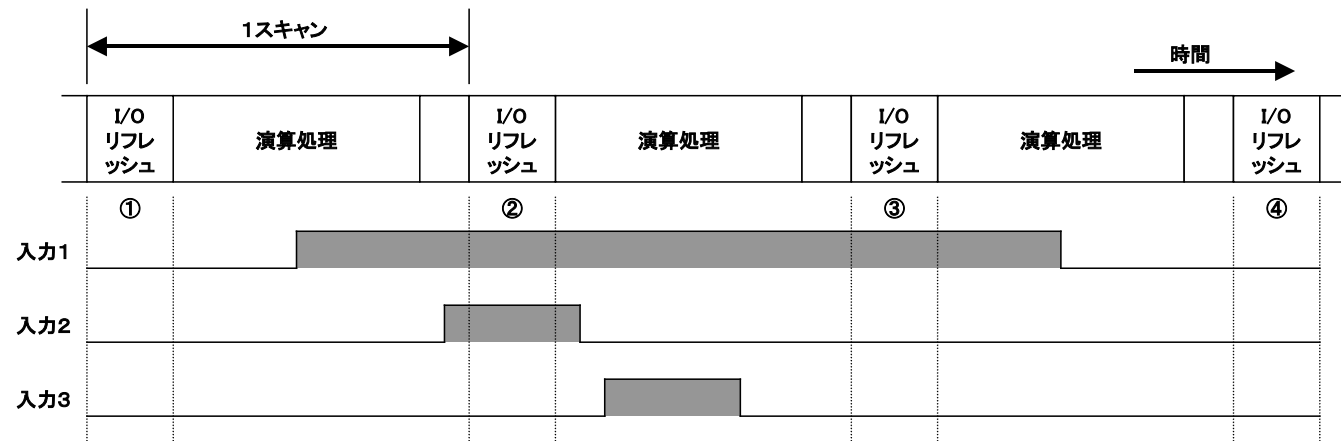 1スキャン
時間
I/O
リフレ
ッシュ
演算処理
I/O
リフレ
ッシュ
演算処理
I/O
リフレ
ッシュ
演算処理
I/O
リフレ
ッシュ
①
②
③
④
入力1
入力2
入力3